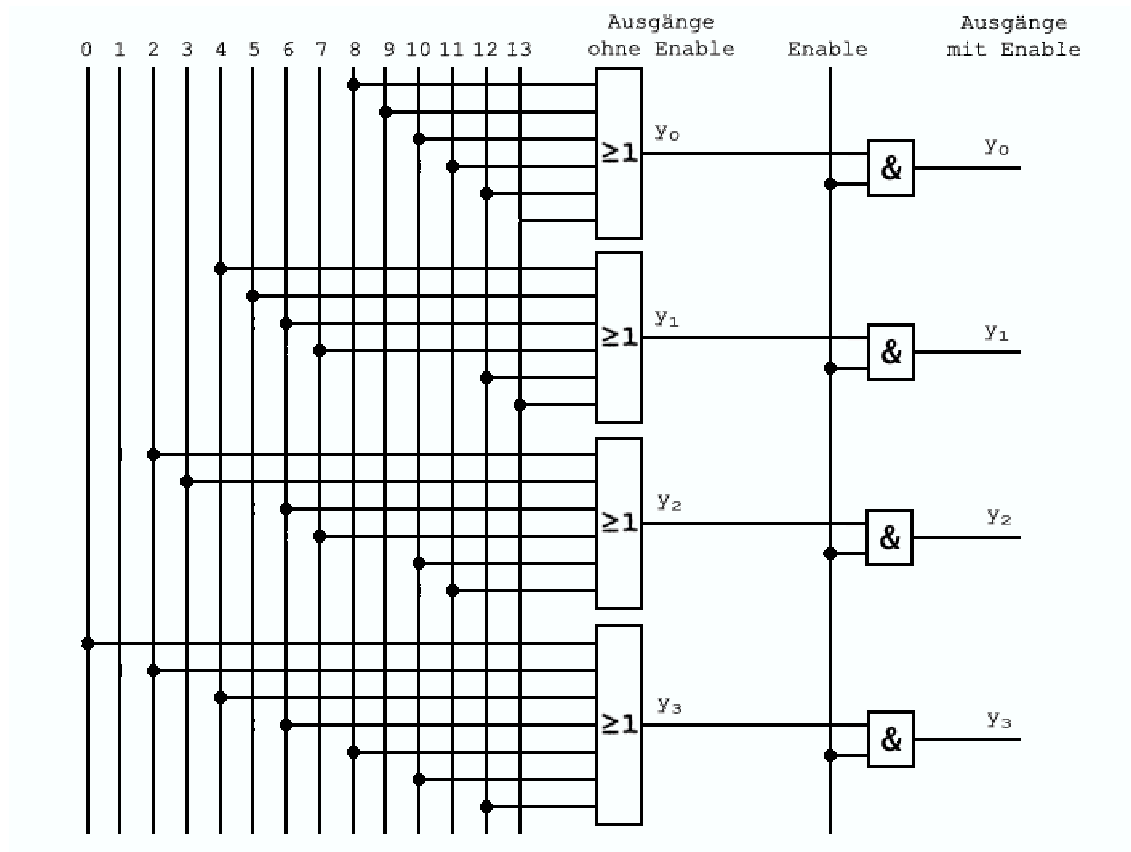 Ausgänge
ohne Enable
Enable
Ausgänge
mit Enable
0 1 2 3 4 5 6 7 8 9 10 11 12 13
≥1
y₀
&
y₀
≥1
y₁
&
y₁
≥1
y₂
&
y₂
≥1
y₃
&
y₃